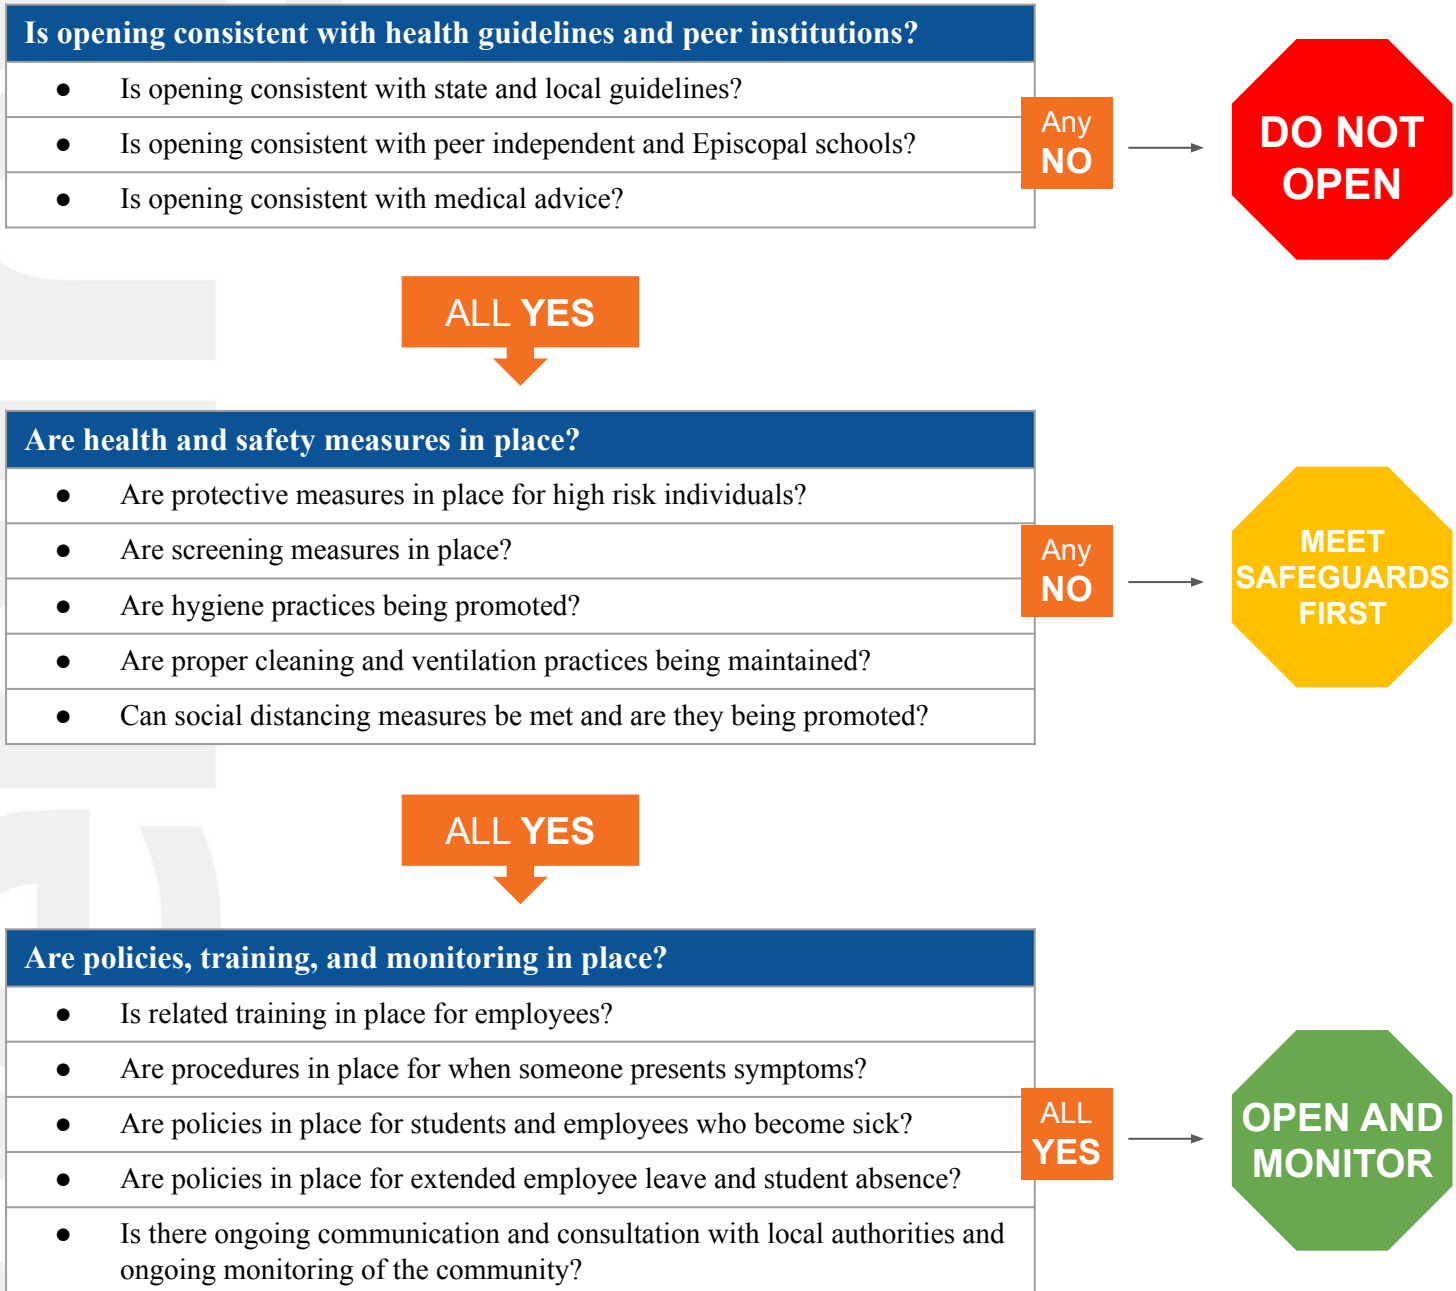 Is opening consistent with health guidelines and peer institutions?
● Is opening consistent with state and local guidelines?
● Is opening consistent with peer independent and Episcopal schools?
● Is opening consistent with medical advice?
Any
NO
DO NOT
OPEN
ALL YES
Are health and safety measures in place?
● Are protective measures in place for high risk individuals?
● Are screening measures in place?
● Are hygiene practices being promoted?
● Are proper cleaning and ventilation practices being maintained?
● Can social distancing measures be met and are they being promoted?
Any
NO
MEET
SAFEGUARDS
FIRST
ALL YES
Are policies, training, and monitoring in place?
● Is related training in place for employees?
● Are procedures in place for when someone presents symptoms?
● Are policies in place for students and employees who become sick?
● Are policies in place for extended employee leave and student absence?
● Is there ongoing communication and consultation with local authorities and
ongoing monitoring of the community?
ALL
YES
OPEN AND
MONITOR